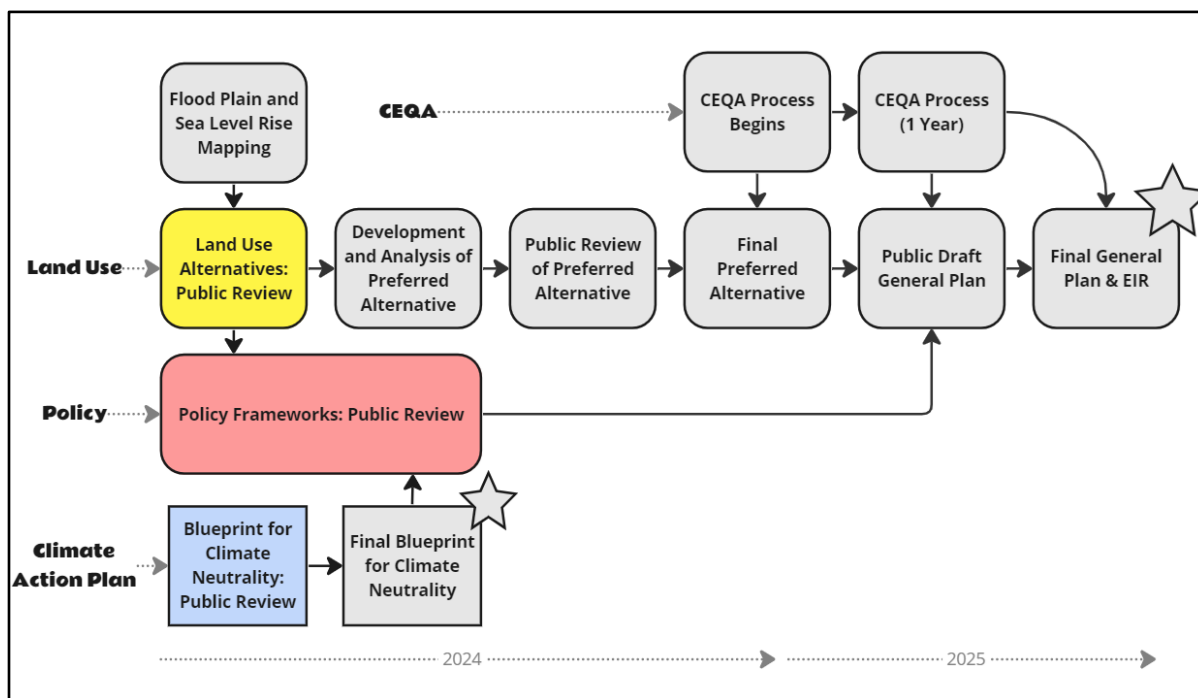 Flood Plain and
Sea Level Rise
Mapping
CEQA
CEQA Process
Begins
CEQA Process
(1 Year)
Land Use
Land Use
Alternatives:
Public Review
Development
and Analysis of
Preferred
Alternative
Public Review
of Preferred
Alternative
Final
Preferred
Alternative
Public Draft
General Plan
Final General
Plan & EIR
Policy
Policy Frameworks: Public Review
Climate
Action Plan
Blueprint for
Climate
Neutrality:
Public Review
Final Blueprint
for Climate
Neutrality
2024
2025